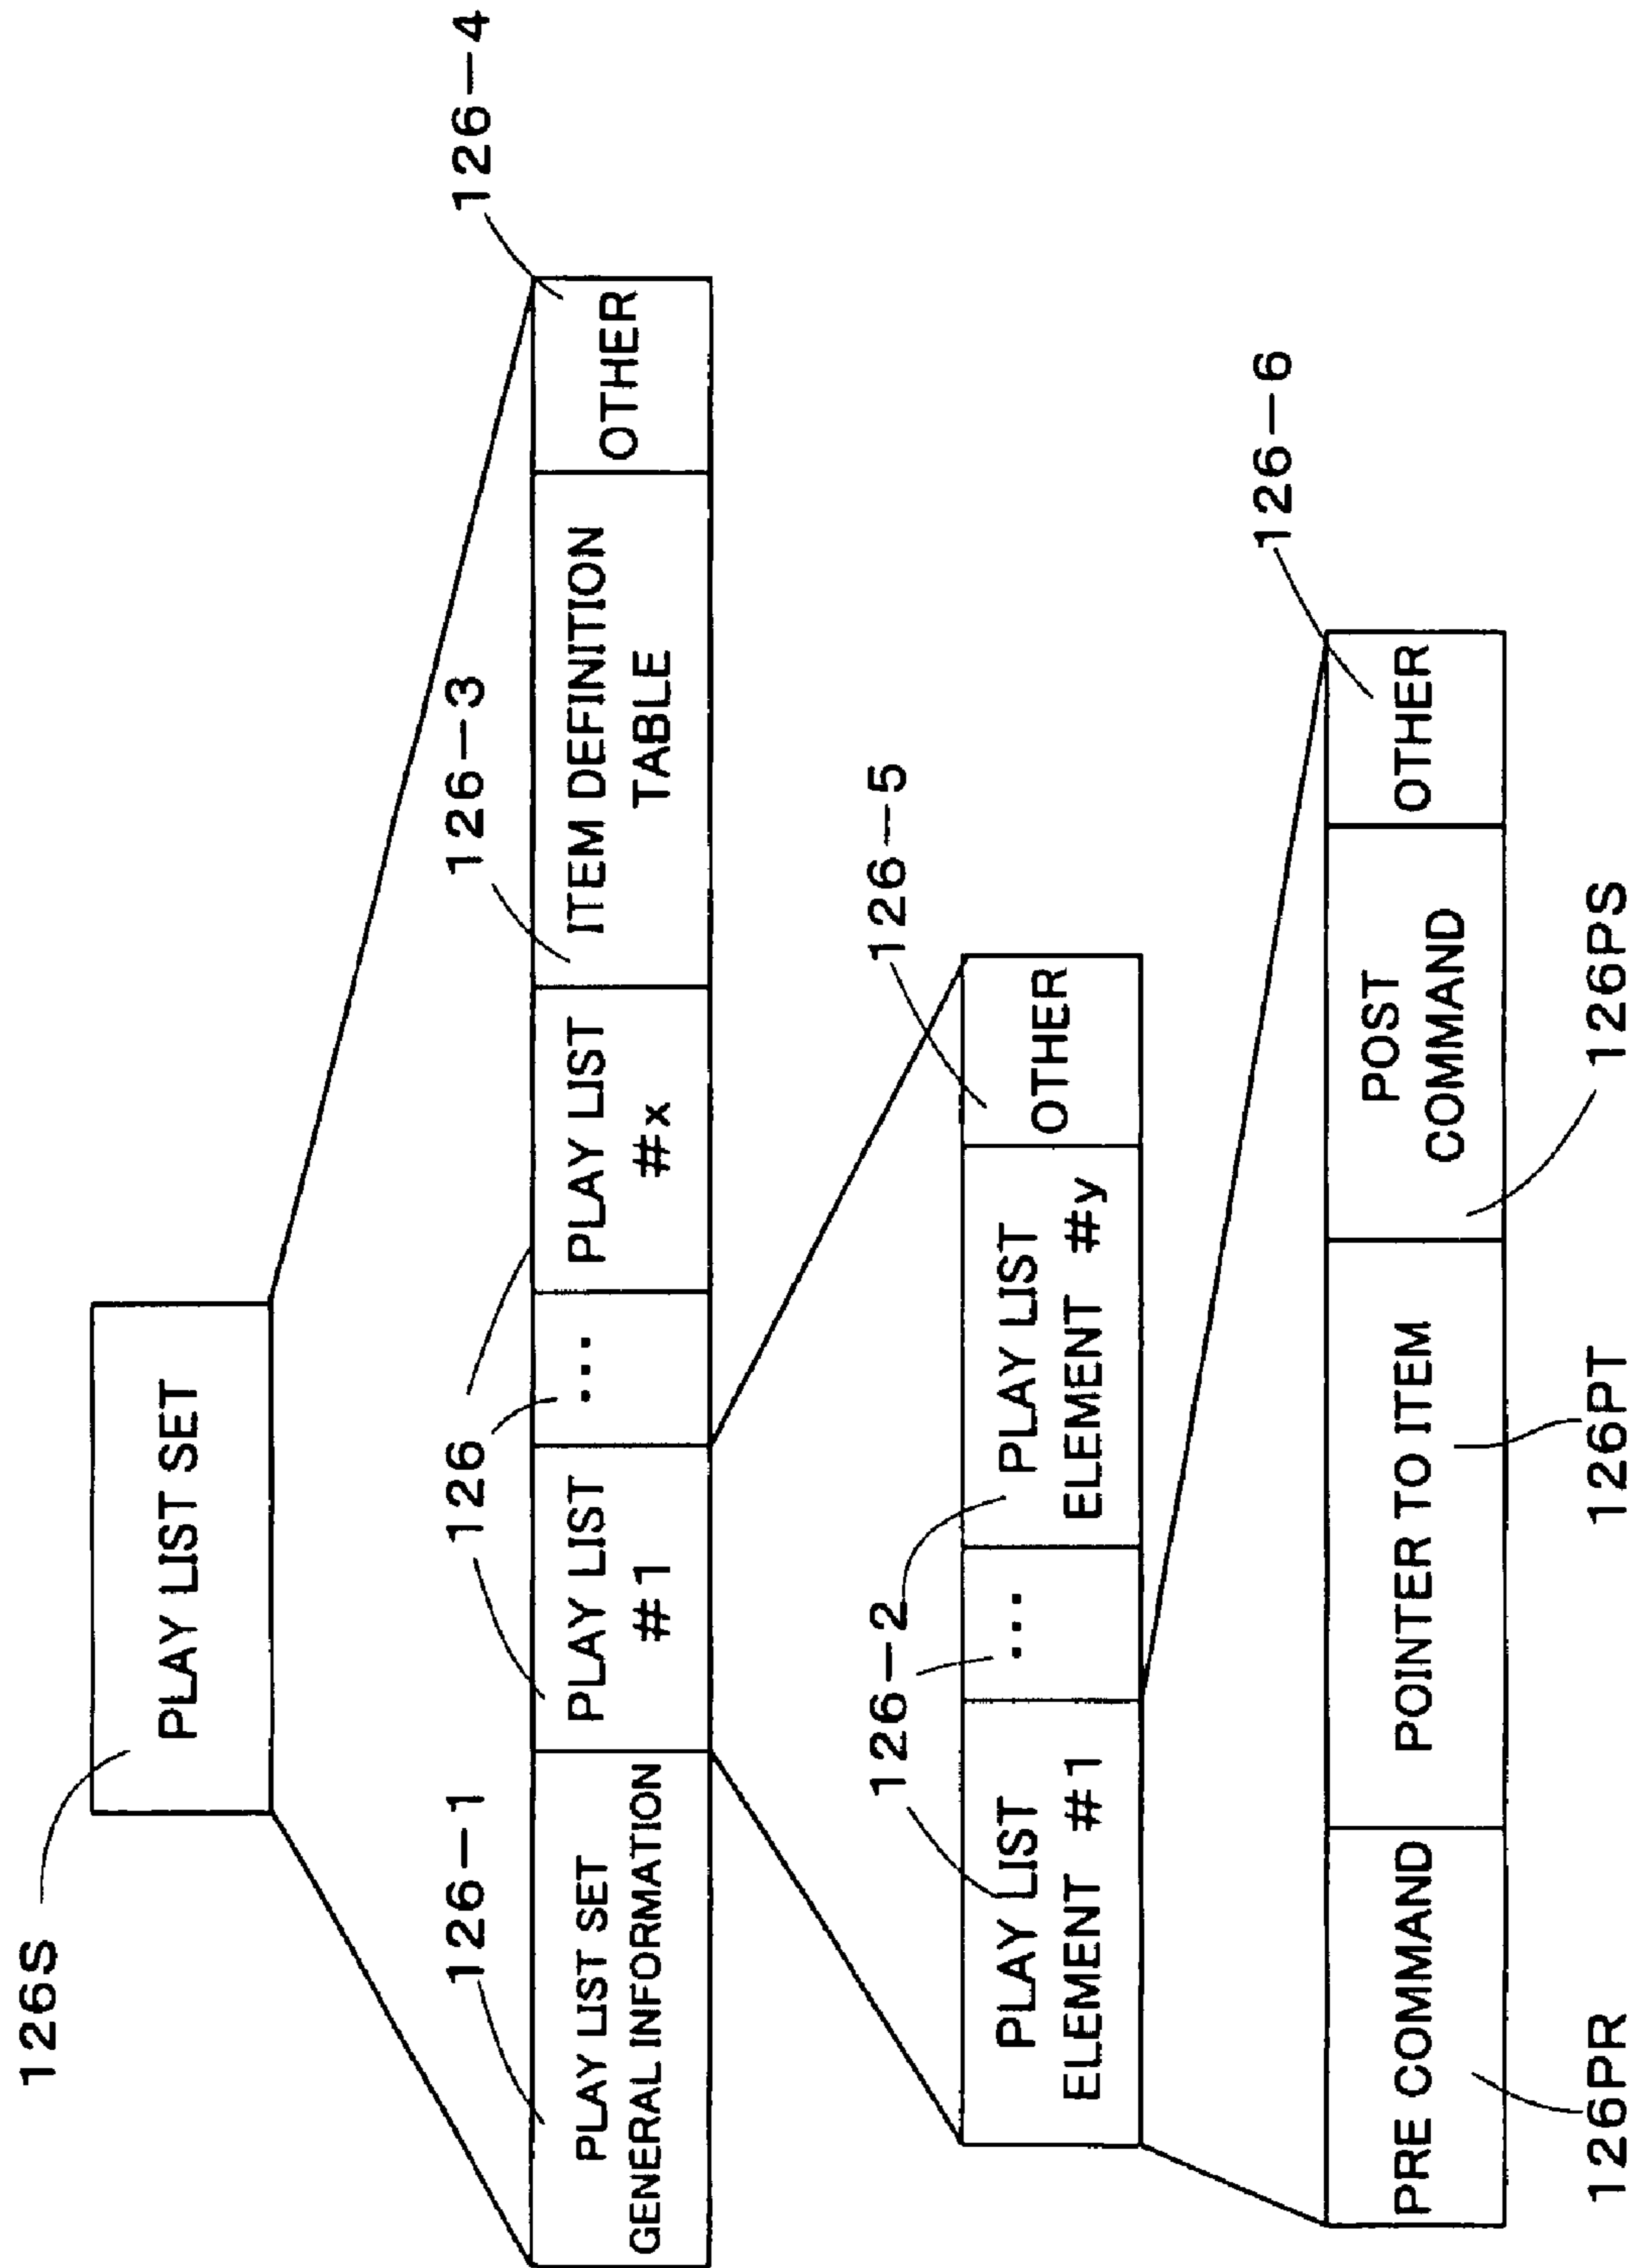 126S
PLAY LIST SET
126-1
126
126-3
126-4
PLAY LIST SET
GENERAL INFORMATION
PLAY LIST
#1
...
PLAY LIST
#x
ITEM DEFINITION
TABLE
OTHER
126-2
126-5
PLAY LIST
ELEMENT #1
...
PLAY LIST
ELEMENT #y
OTHER
126-6
PRE COMMAND
POINTER TO ITEM
POST
COMMAND
OTHER
126PR
126PT
126PS